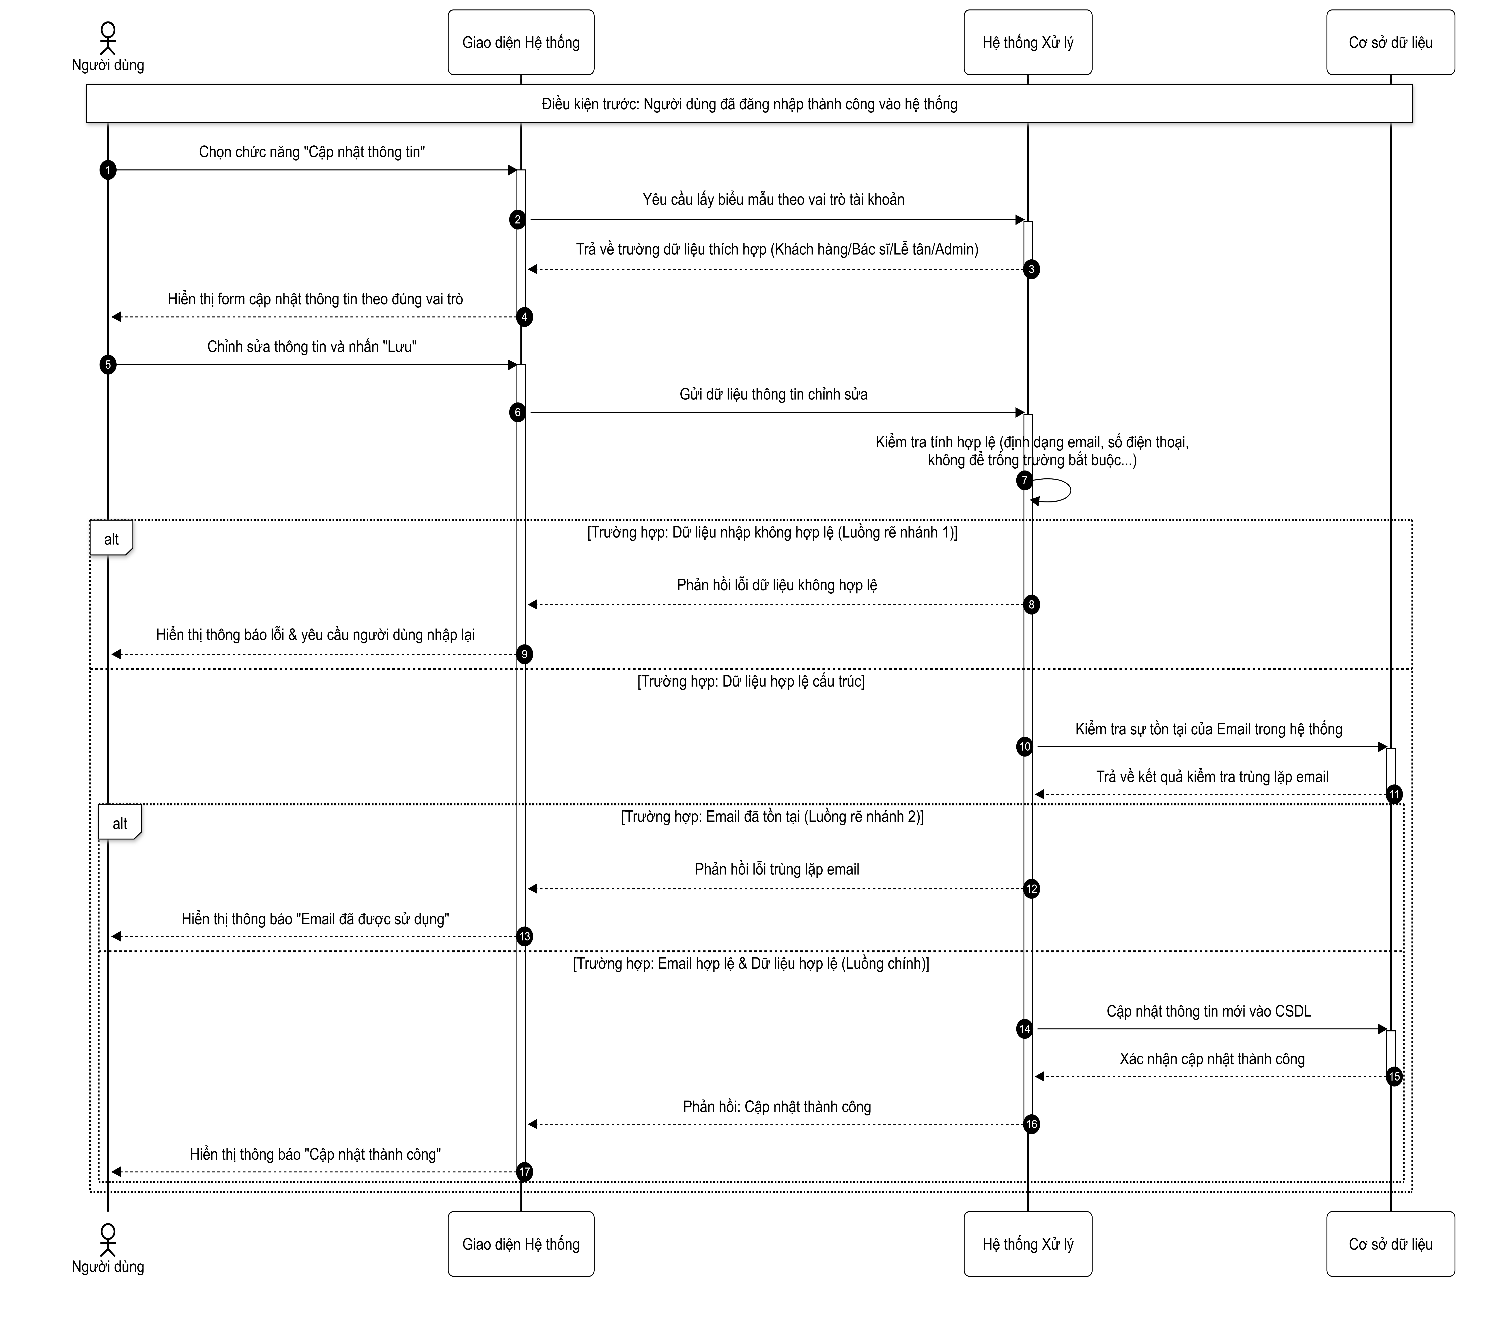 Người dùng
Giao diện Hệ thống
Hệ thống Xử lý
Cơ sở dữ liệu
Điều kiện trước: Người dùng đã đăng nhập thành công vào hệ thống
Chọn chức năng "Cập nhật thông tin"
1
Yêu cầu lấy biểu mẫu theo vai trò tài khoản
2
Trả về trường dữ liệu thích hợp (Khách hàng/Bác sĩ/Lễ tân/Admin)
3
Hiển thị form cập nhật thông tin theo đúng vai trò
4
Chỉnh sửa thông tin và nhấn "Lưu"
5
Gửi dữ liệu thông tin chỉnh sửa
6
Kiểm tra tính hợp lệ (định dạng email, số điện thoại,
không để trống trường bắt buộc...)
7
alt
[Trường hợp: Dữ liệu nhập không hợp lệ (Luồng rẽ nhánh 1)]
Phản hồi lỗi dữ liệu không hợp lệ
8
Hiển thị thông báo lỗi & yêu cầu người dùng nhập lại
9
[Trường hợp: Dữ liệu hợp lệ cấu trúc]
Kiểm tra sự tồn tại của Email trong hệ thống
10
Trả về kết quả kiểm tra trùng lặp email
11
alt
[Trường hợp: Email đã tồn tại (Luồng rẽ nhánh 2)]
Phản hồi lỗi trùng lặp email
12
Hiển thị thông báo "Email đã được sử dụng"
13
[Trường hợp: Email hợp lệ & Dữ liệu hợp lệ (Luồng chính)]
Cập nhật thông tin mới vào CSDL
14
Xác nhận cập nhật thành công
15
Phản hồi: Cập nhật thành công
16
Hiển thị thông báo "Cập nhật thành công"
17
Người dùng
Giao diện Hệ thống
Hệ thống Xử lý
Cơ sở dữ liệu